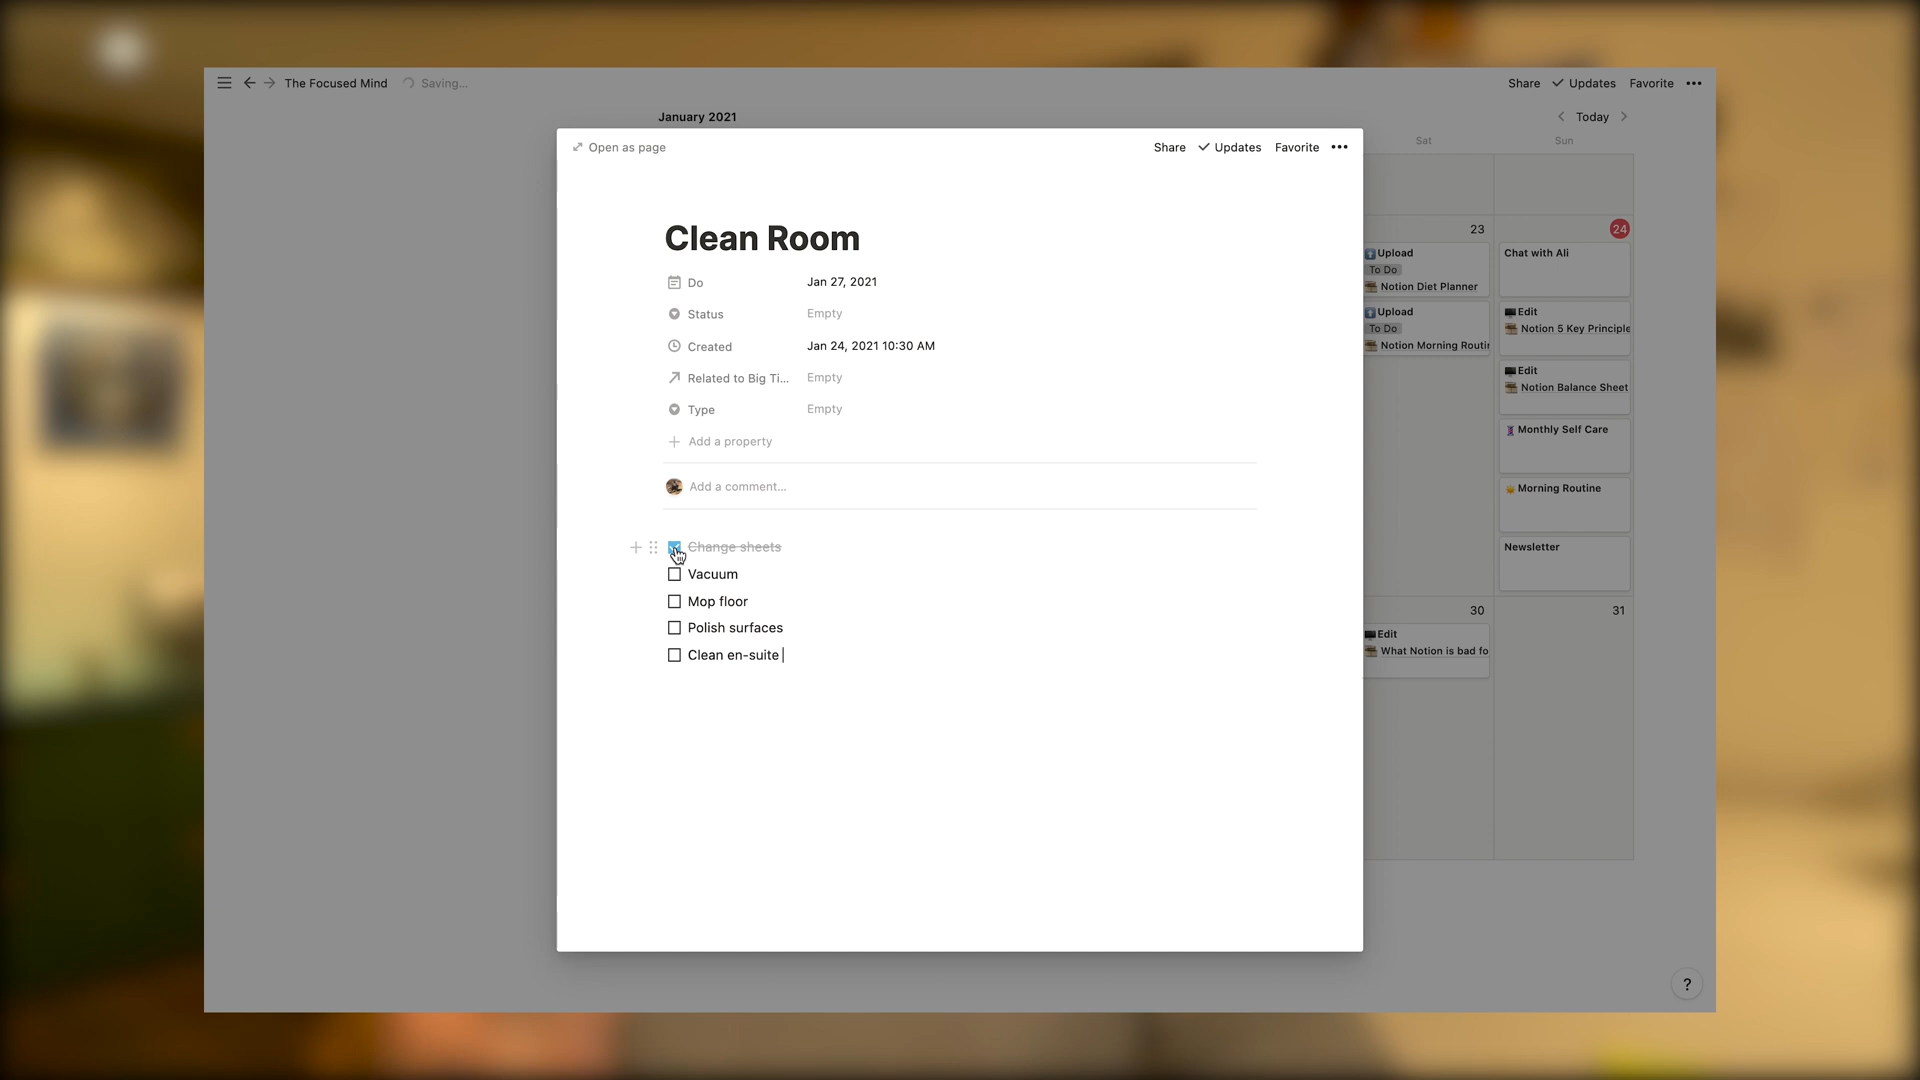 The Focused Mind Saving... Share Updates Favorite
January 2021 Today
Sat Sun
Open as page Share Updates Favorite
Clean Room
Do Jan 27, 2021
Status Empty
Created Jan 24, 2021 10:30 AM
Related to Big Ti... Empty
Type Empty
Add a property
Add a comment...
Change sheets
Vacuum
Mop floor
Polish surfaces
Clean en-suite
23
Upload
To Do
Notion Diet Planner
Upload
To Do
Notion Morning Routi
24
Chat with Ali
Edit
Notion 5 Key Principle
Edit
Notion Balance Sheet
Monthly Self Care
Morning Routine
Newsletter
30
Edit
What Notion is bad fo
31
?